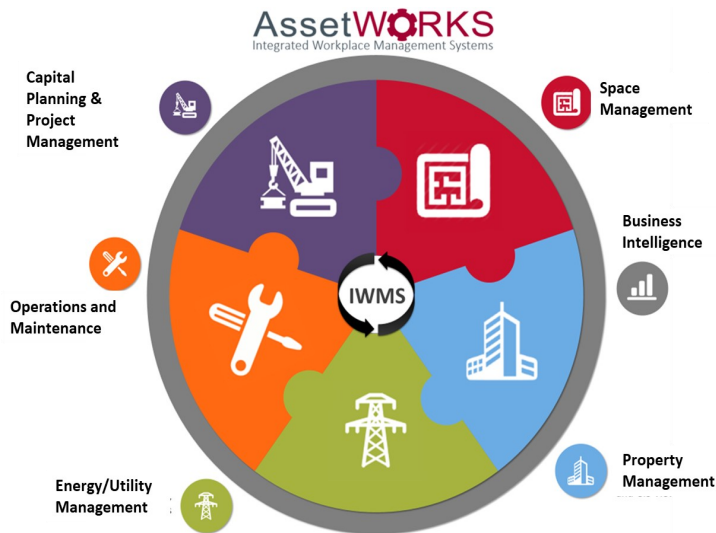 AssetWORKS
Integrated Workplace Management Systems
Capital
Planning &
Project
Management
Space
Management
Business
Intelligence
Operations and
Maintenance
IWMS
Energy/Utility
Management
Property
Management